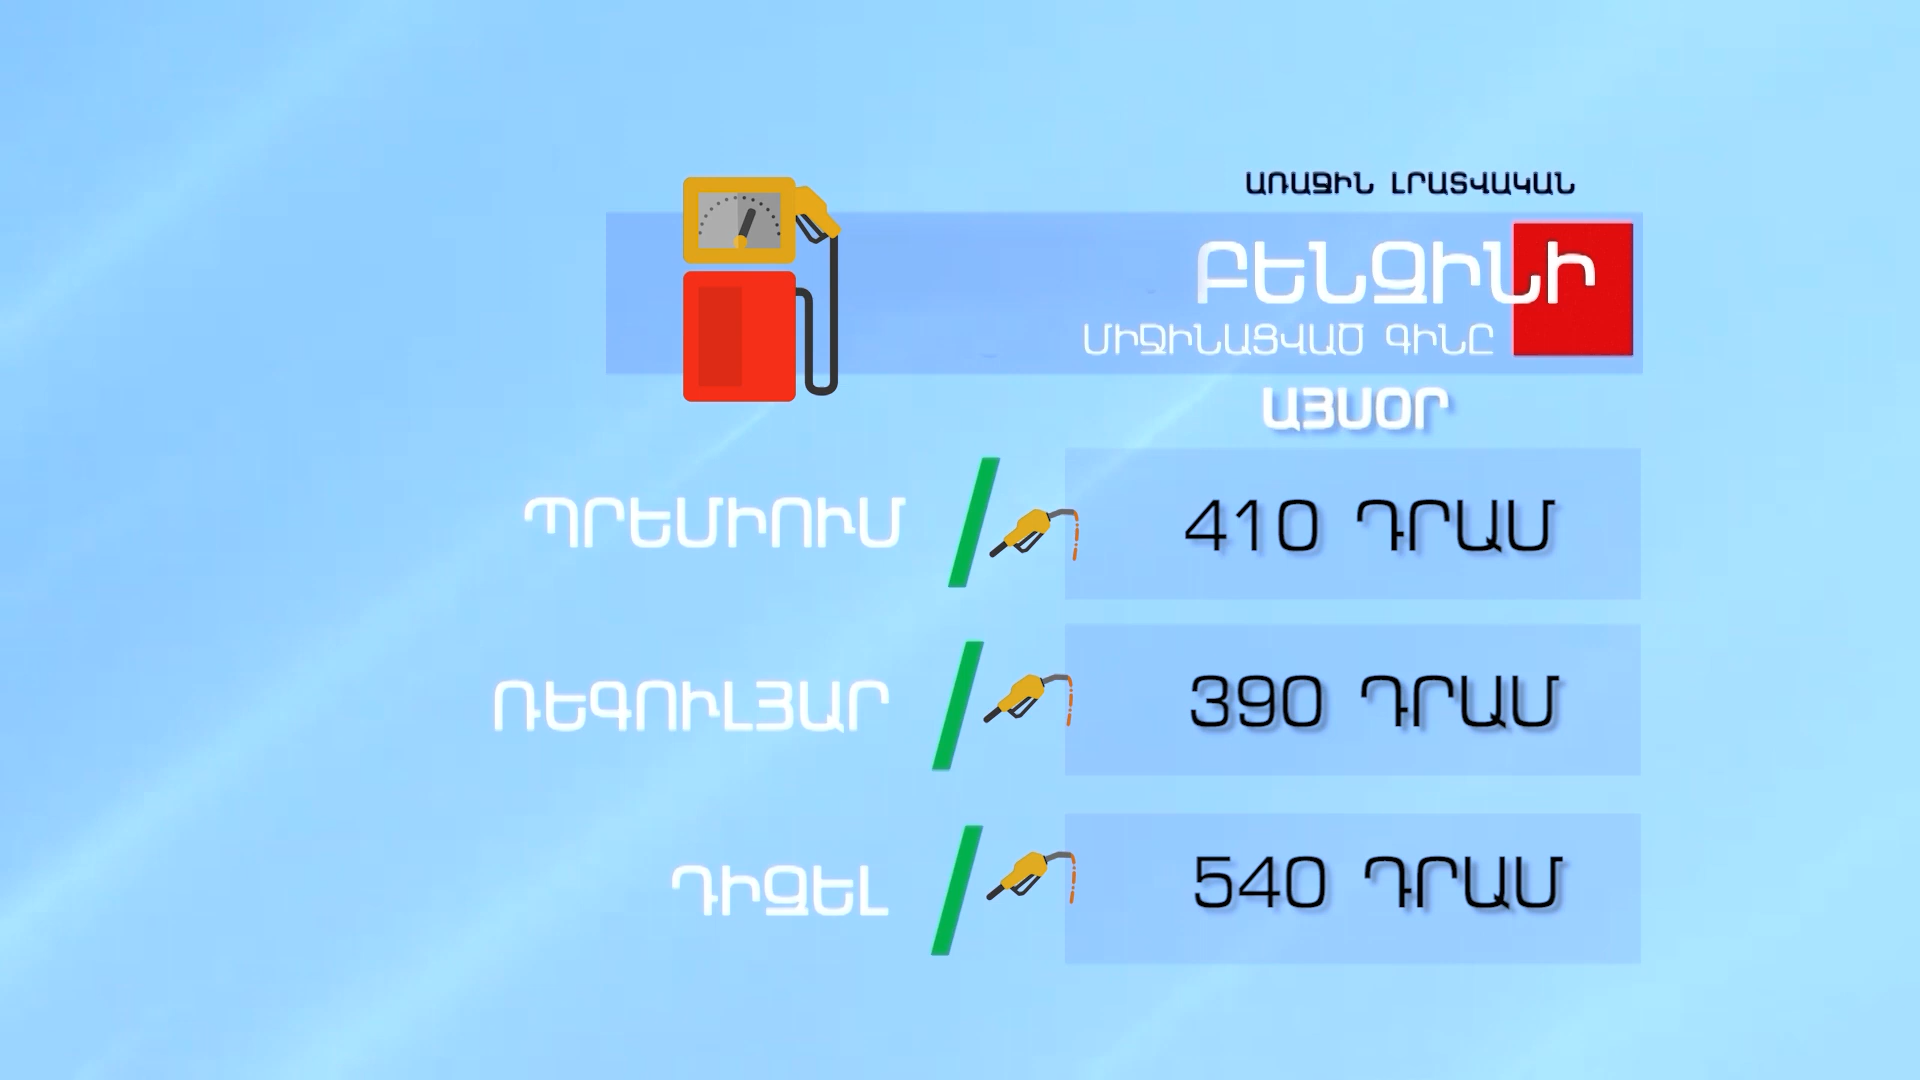 ԱՌԱՋԻՆ ԼՐԱՏՎԱԿԱՆ
ԲԵՆԶԻՆԻ
ՄԻՋԻՆԱՑՎԱԾ ԳԻՆԸ
ԱՅՍՕՐ
ՊՐԵՄԻՈՒՄ 410 ԴՐԱՄ
ՌԵԳՈՒԼՅԱՐ 390 ԴՐԱՄ
ԴԻԶԵԼ 540 ԴՐԱՄ